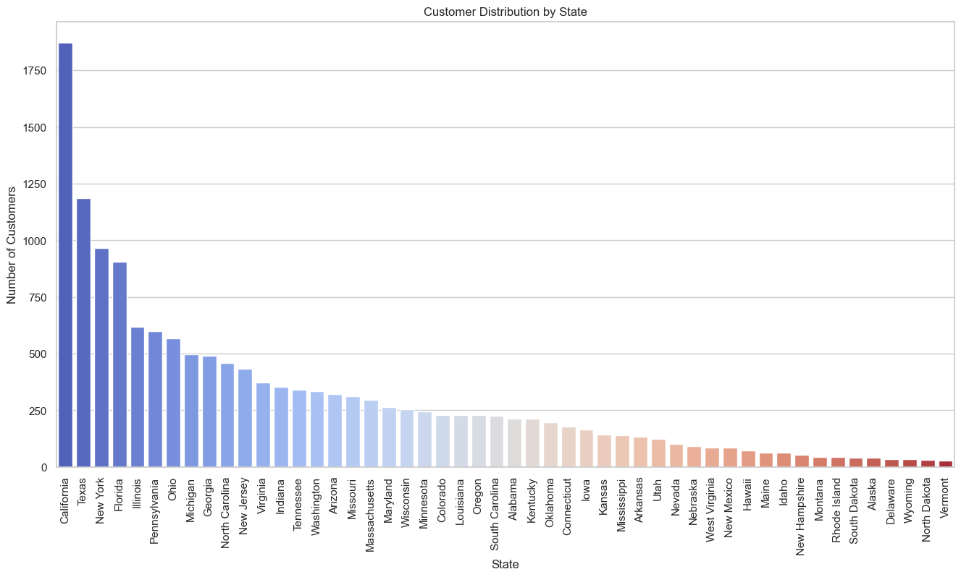 Customer Distribution by State
Number of Customers
1750
1500
1250
1000
750
500
250
0
California
Texas
New York
Florida
Illinois
Pennsylvania
Ohio
Michigan
Georgia
North Carolina
New Jersey
Virginia
Indiana
Tennessee
Washington
Arizona
Missouri
Massachusetts
Maryland
Wisconsin
Minnesota
Colorado
Louisiana
Oregon
South Carolina
Alabama
Kentucky
Oklahoma
Connecticut
Iowa
Kansas
Mississippi
Arkansas
Utah
Nevada
Nebraska
West Virginia
New Mexico
Hawaii
Maine
Idaho
New Hampshire
Montana
Rhode Island
South Dakota
Alaska
Delaware
Wyoming
North Dakota
Vermont
State